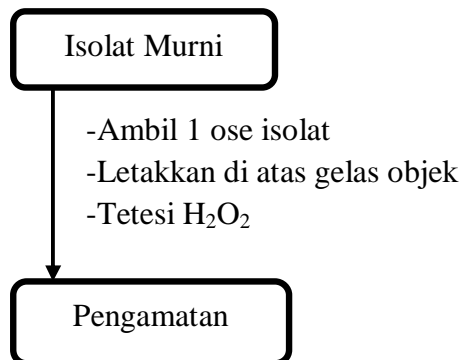 Isolat Murni
-Ambil 1 ose isolat
-Letakkan di atas gelas objek
-Tetesi H₂O₂
Pengamatan